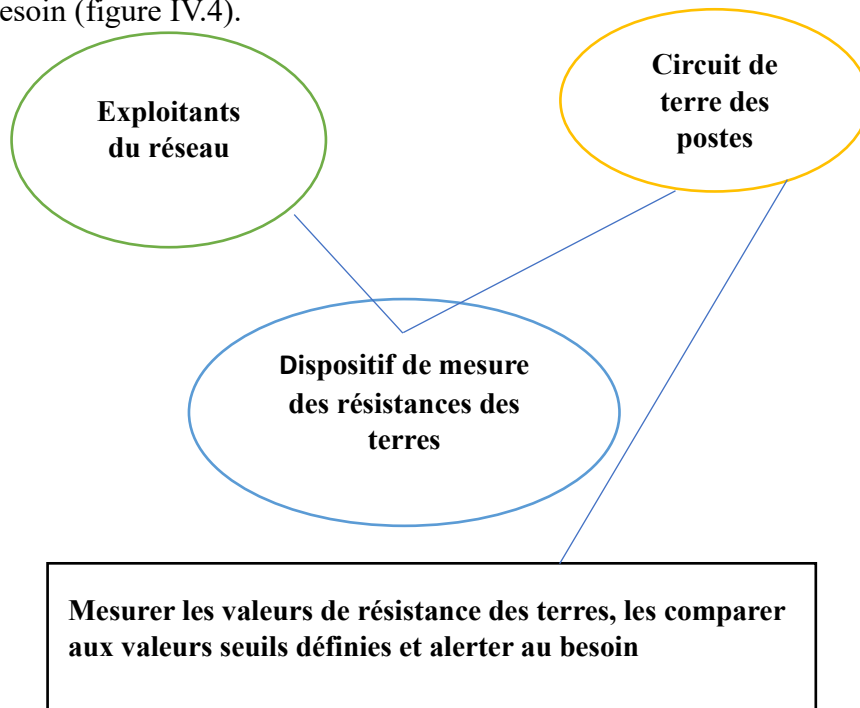 esoin (figure IV.4).
Exploitants
du réseau
Circuit de
terre des
postes
Dispositif de mesure
des résistances des
terres
Mesurer les valeurs de résistance des terres, les comparer
aux valeurs seuils définies et alerter au besoin